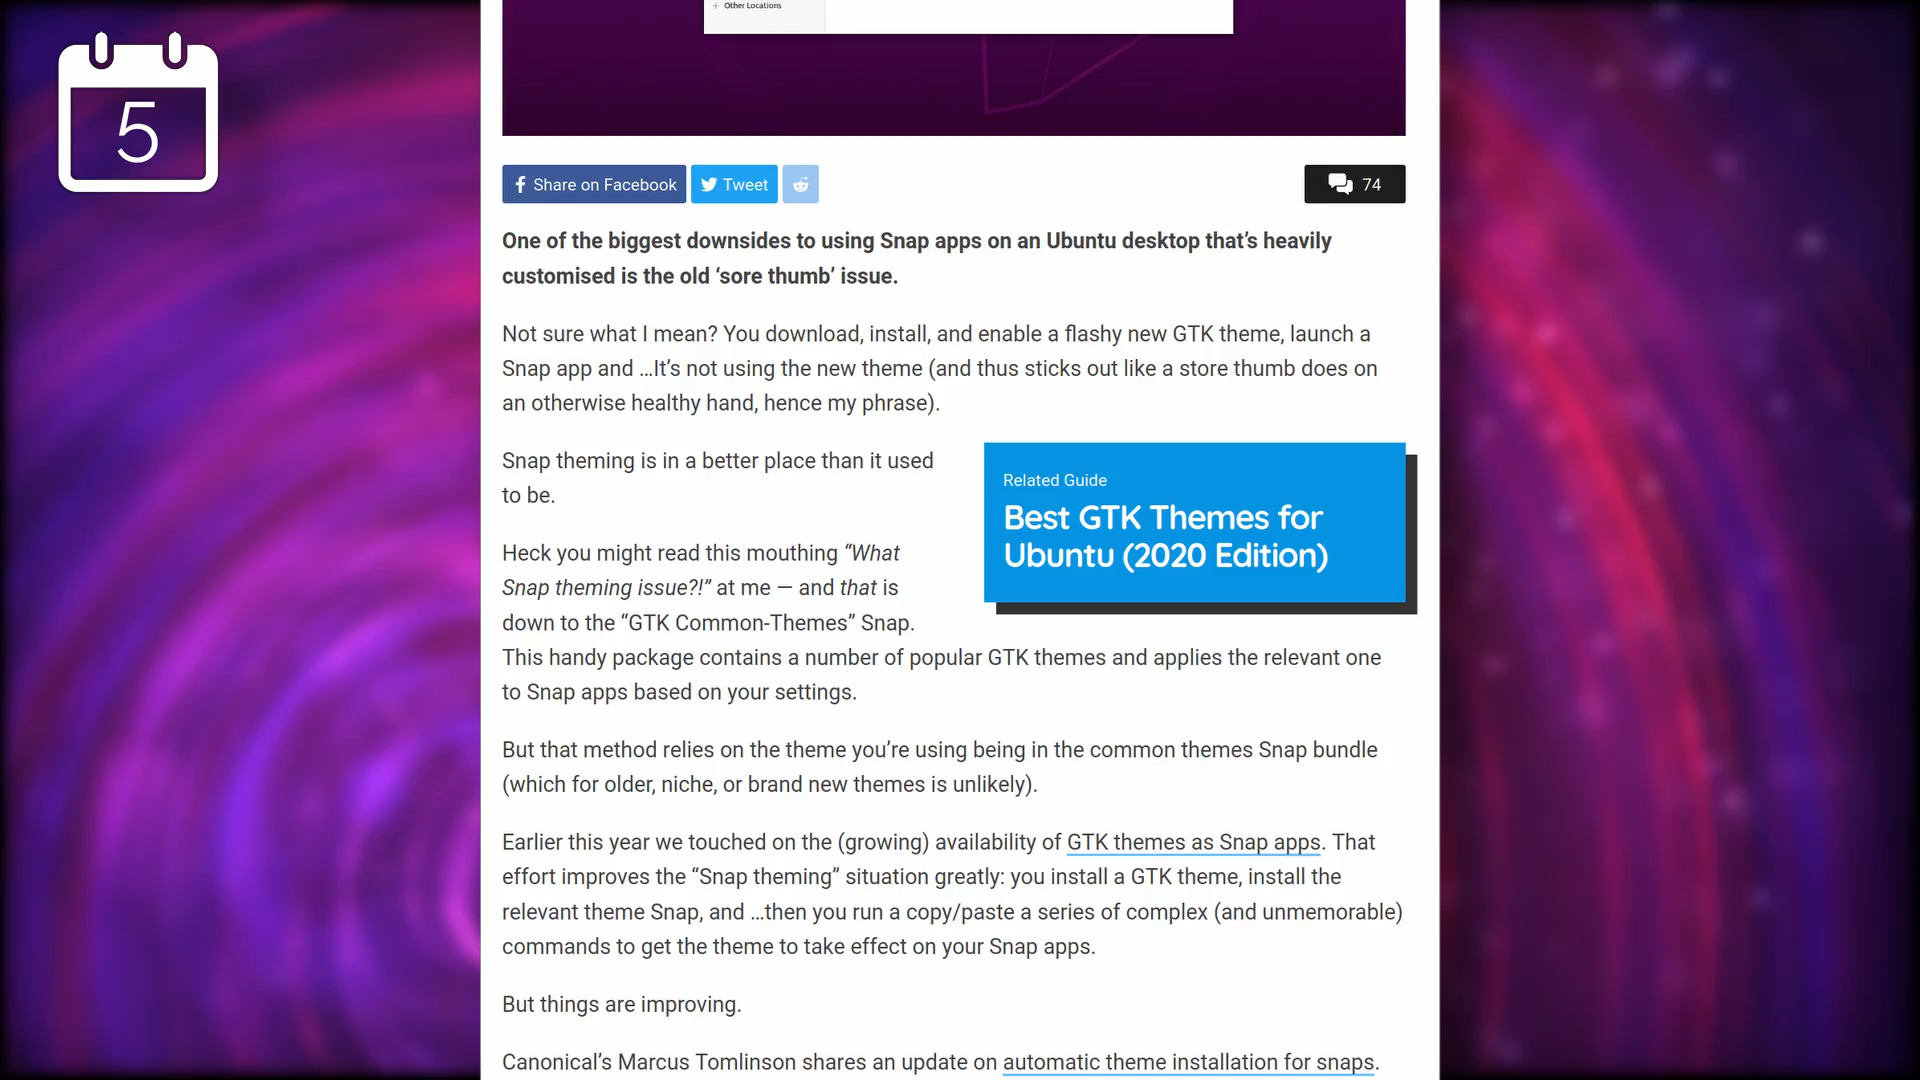 + Other Locations
5
Share on Facebook
Tweet
74
One of the biggest downsides to using Snap apps on an Ubuntu desktop that’s heavily
customised is the old ‘sore thumb’ issue.
Not sure what I mean? You download, install, and enable a flashy new GTK theme, launch a
Snap app and …It’s not using the new theme (and thus sticks out like a store thumb does on
an otherwise healthy hand, hence my phrase).
Snap theming is in a better place than it used
to be.
Related Guide
Best GTK Themes for
Ubuntu (2020 Edition)
Heck you might read this mouthing “What
Snap theming issue?!” at me — and that is
down to the “GTK Common-Themes” Snap.
This handy package contains a number of popular GTK themes and applies the relevant one
to Snap apps based on your settings.
But that method relies on the theme you’re using being in the common themes Snap bundle
(which for older, niche, or brand new themes is unlikely).
Earlier this year we touched on the (growing) availability of GTK themes as Snap apps. That
effort improves the “Snap theming” situation greatly: you install a GTK theme, install the
relevant theme Snap, and …then you run a copy/paste a series of complex (and unmemorable)
commands to get the theme to take effect on your Snap apps.
But things are improving.
Canonical’s Marcus Tomlinson shares an update on automatic theme installation for snaps.